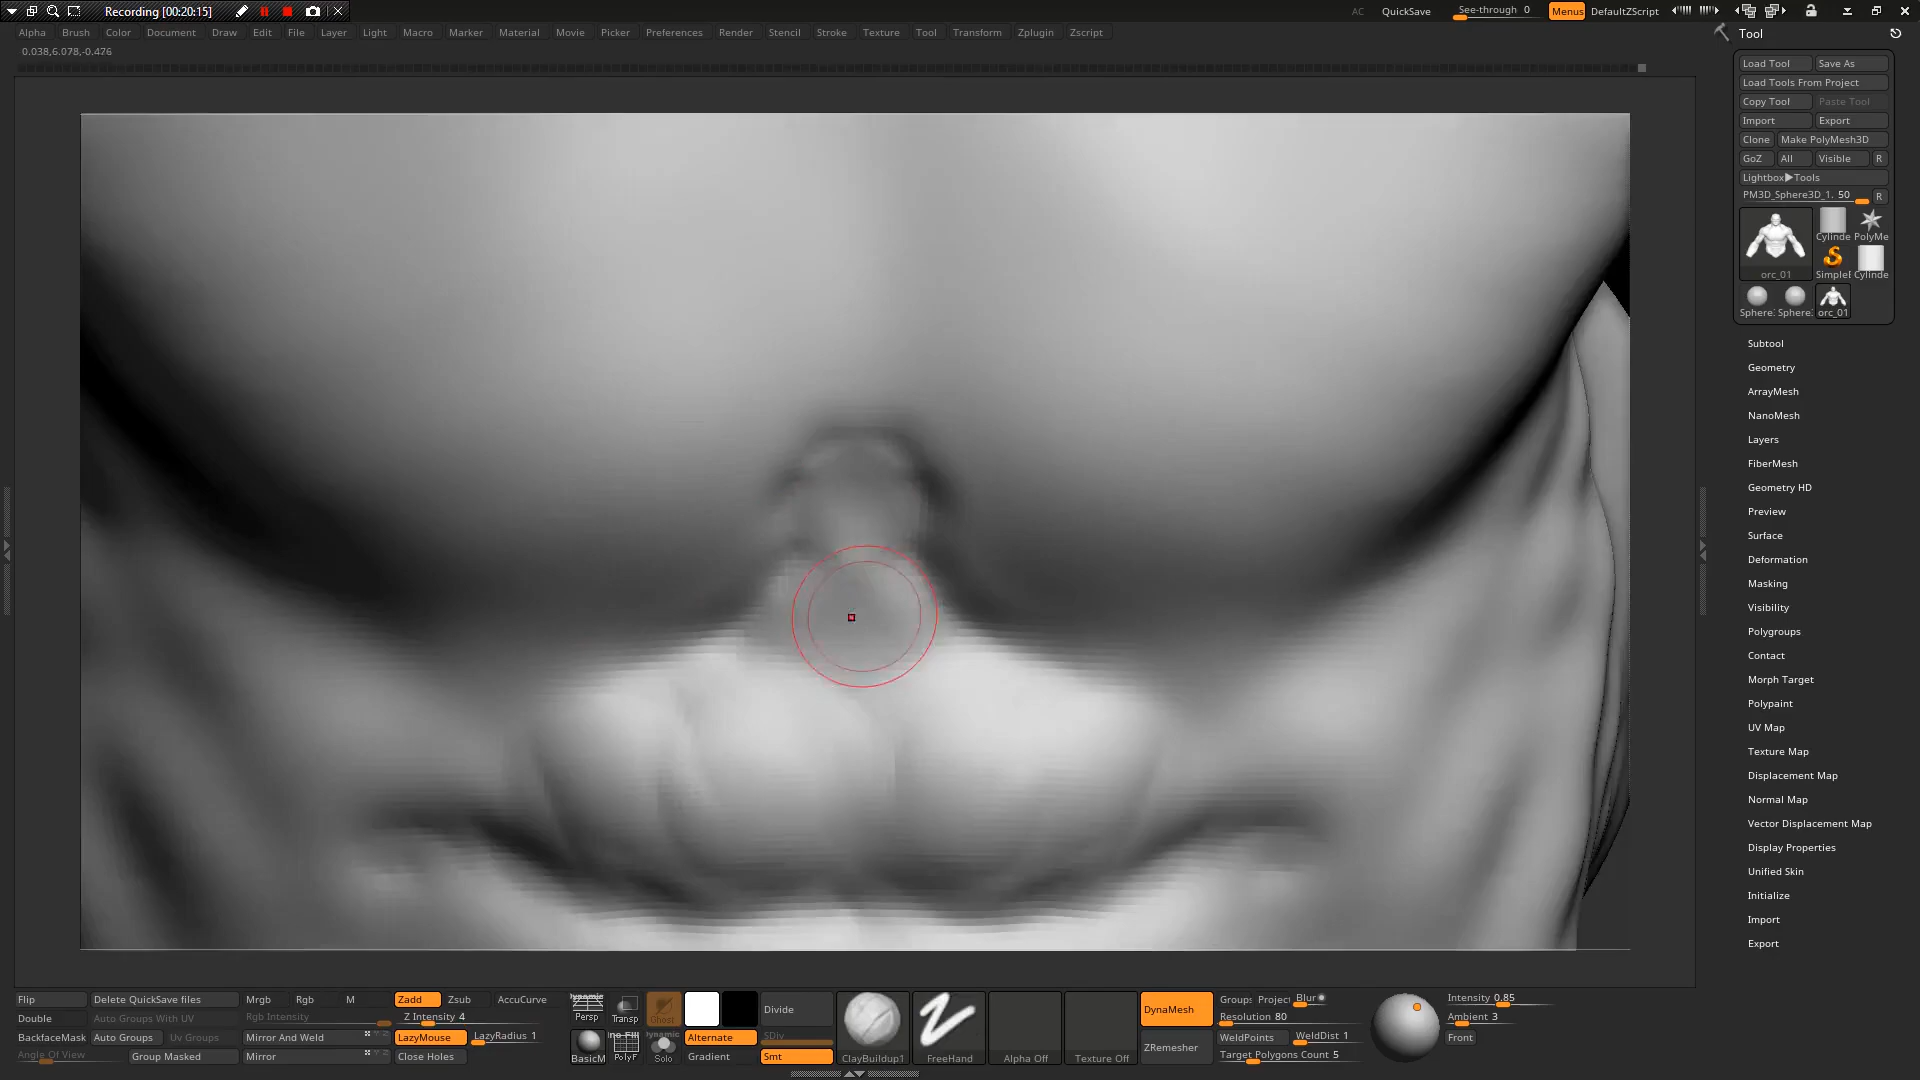 Recording [00:20:15]
AC QuickSave See-through 0 Menus DefaultZScript
Alpha Brush Color Document Draw Edit File Layer Light Macro Marker Material Movie Picker Preferences Render Stencil Stroke Texture Tool Transform Zplugin Zscript
Tool
0.038,6.078,-0.476
Load Tool Save As
Load Tools From Project
Copy Tool Paste Tool
Import Export
Clone Make PolyMesh3D
GoZ All Visible R
Lightbox▶Tools
PM3D_Sphere3D_1. 50 R
Cylinde PolyMe
orc_01 Cylinde
Sphere: Sphere: orc_01
Subtool
Geometry
ArrayMesh
NanoMesh
Layers
FiberMesh
Geometry HD
Preview
Surface
Deformation
Masking
Visibility
Polygroups
Contact
Morph Target
Polypaint
UV Map
Texture Map
Displacement Map
Normal Map
Vector Displacement Map
Display Properties
Unified Skin
Initialize
Import
Export
Flip Delete QuickSave files Mrgb Rgb M Zadd Zsub AccuCurve Divide Intensity 0.85
Double Auto Groups With UV Rgb Intensity Z Intensity 4 Persp Transp Ghost DynaMesh Resolution 80 Ambient 3
BackfaceMask Auto Groups Uv Groups Mirror And Weld LazyMouse LazyRadius 1 Alternate SDiv WeldPoints WeldDist 1 Front
Angle Of View Group Masked Mirror Close Holes BasicM PolyF Solo Gradient Smt ClayBuildup1 FreeHand Alpha Off Texture Off ZRemesher Target Polygons Count 5